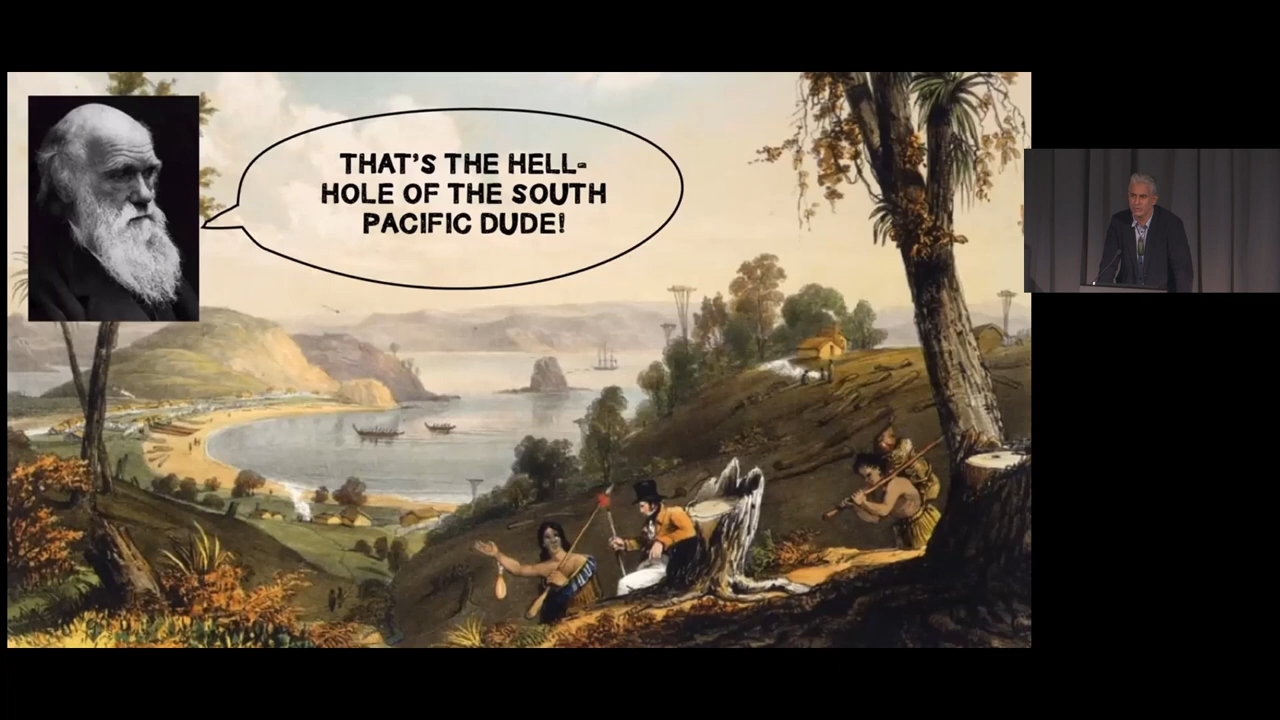 THAT'S THE HELL-
HOLE OF THE SOUTH
PACIFIC DUDE!